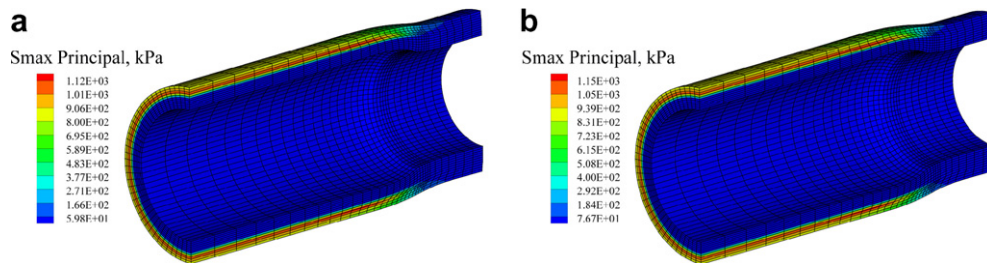 a
Smax Principal, kPa
1.12E+03
1.01E+03
9.06E+02
8.00E+02
6.95E+02
5.89E+02
4.83E+02
3.77E+02
2.71E+02
1.66E+02
5.98E+01
b
Smax Principal, kPa
1.15E+03
1.05E+03
9.39E+02
8.31E+02
7.23E+02
6.15E+02
5.08E+02
4.00E+02
2.92E+02
1.84E+02
7.67E+01